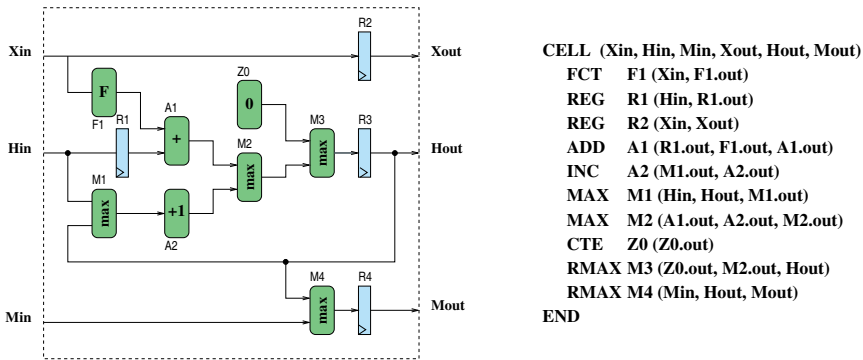 R2
Xin
Xout
Z0
F
A1
0
F1
R1
M3
R3
+
M2
max
Hin
Hout
max
M1
max
+1
A2
M4
R4
max
Mout
Min
CELL (Xin, Hin, Min, Xout, Hout, Mout)
FCT F1 (Xin, F1.out)
REG R1 (Hin, R1.out)
REG R2 (Xin, Xout)
ADD A1 (R1.out, F1.out, A1.out)
INC A2 (M1.out, A2.out)
MAX M1 (Hin, Hout, M1.out)
MAX M2 (A1.out, A2.out, M2.out)
CTE Z0 (Z0.out)
RMAX M3 (Z0.out, M2.out, Hout)
RMAX M4 (Min, Hout, Mout)
END